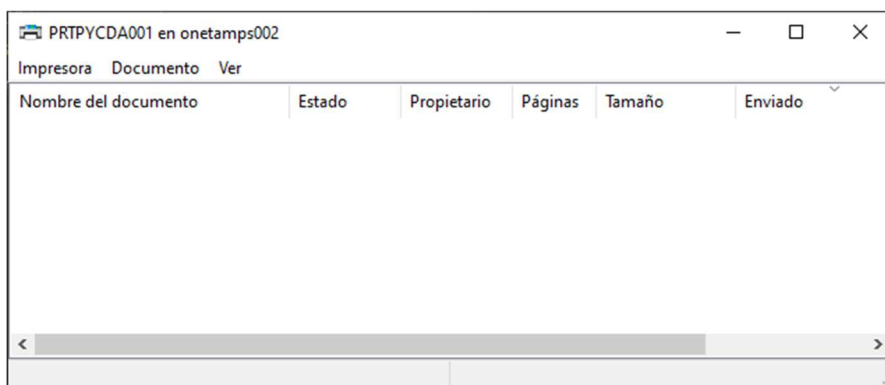 PRTPYCDA001 en onetamps002
Impresora Documento Ver
Nombre del documento Estado Propietario Páginas Tamaño Enviado